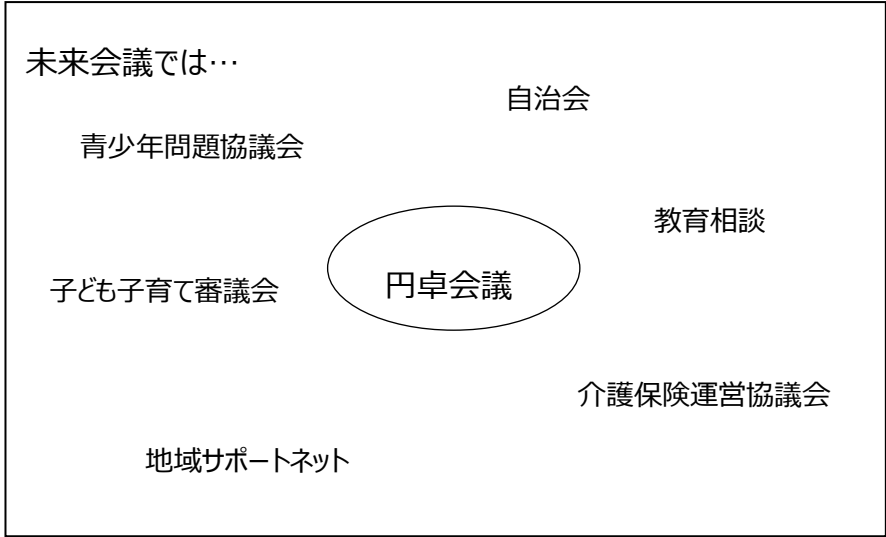 未来会議では…
自治会
青少年問題協議会
教育相談
子ども子育て審議会
円卓会議
介護保険運営協議会
地域サポートネット